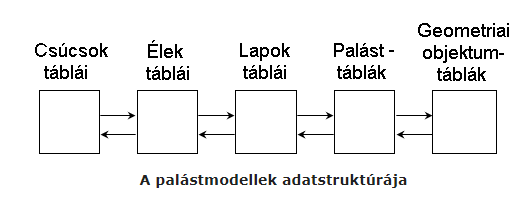 Csúcsok
táblái
Élek
táblái
Lapok
táblái
Palást -
táblák
Geometriai
objektum-
táblák
A palástmodellek adatstruktúrája